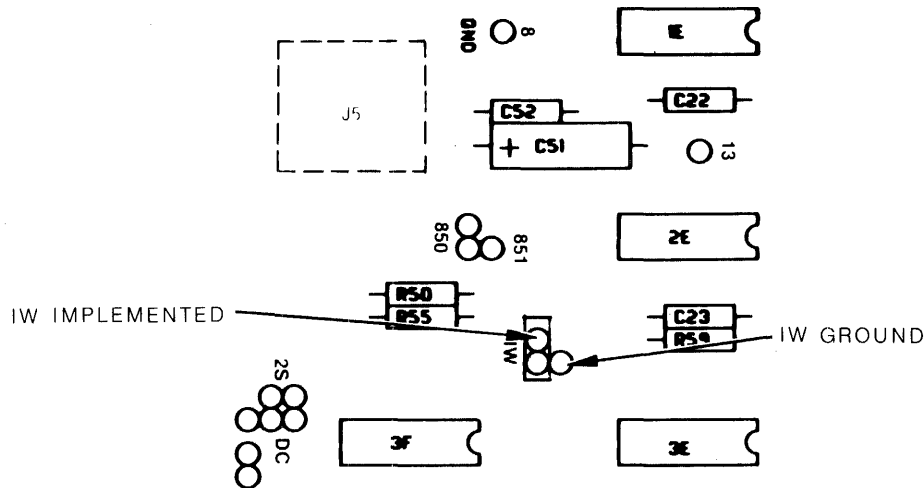 GND
8
1E
J5
C52
C22
C51
+
13
850
851
2E
R50
R55
IW IMPLEMENTED
IW
C23
R59
IW GROUND
2S
DC
3F
3E